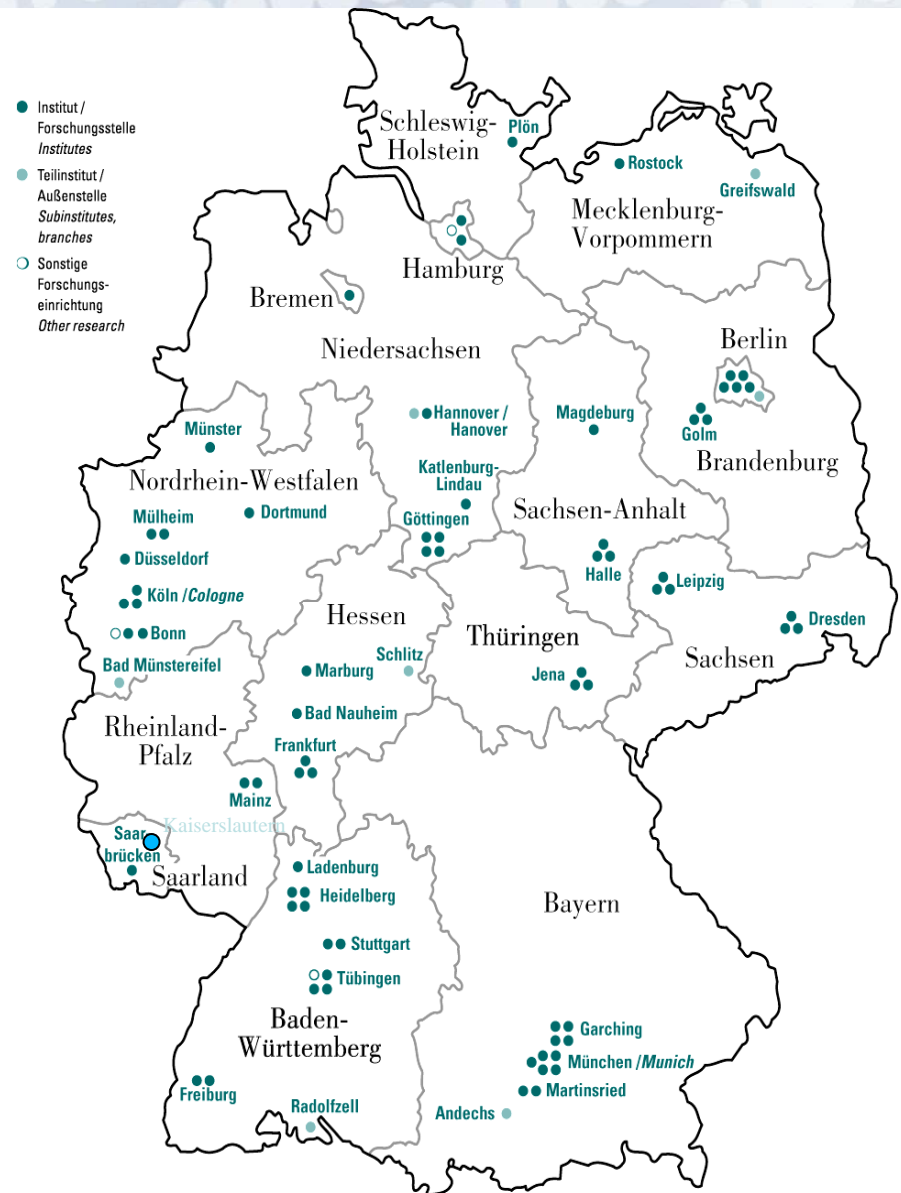 Institut /
Forschungsstelle
Institutes
Teilinstitut /
Außenstelle
Subinstitutes,
branches
Sonstige
Forschungs-
einrichtung
Other research
Schleswig-
Holstein
Plön
Rostock
Greifswald
Mecklenburg-
Vorpommern
Hamburg
Bremen
Niedersachsen
Berlin
Golm
Brandenburg
Hannover /
Hanover
Magdeburg
Münster
Katlenburg-
Lindau
Nordrhein-Westfalen
Sachsen-Anhalt
Mülheim
Dortmund
Göttingen
Düsseldorf
Halle
Leipzig
Köln /Cologne
Hessen
Dresden
Bonn
Thüringen
Sachsen
Bad Münstereifel
Marburg
Schlitz
Jena
Rheinland-
Pfalz
Bad Nauheim
Frankfurt
Mainz
Kaiserslautern
Saar
brücken
Saarland
Ladenburg
Heidelberg
Bayern
Stuttgart
Tübingen
Baden-
Württemberg
Garching
München /Munich
Martinsried
Freiburg
Radolfzell
Andechs